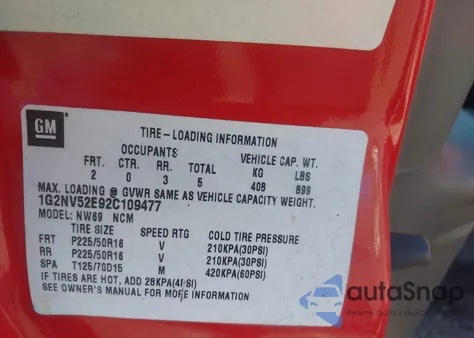 GM
TIRE-LOADING INFORMATION
OCCUPANTS VEHICLE CAP. WT.
FRT. CTR. RR. TOTAL KG LBS
2 0 3 5 408 899
MAX. LOADING @ GVWR SAME AS VEHICLE CAPACITY WEIGHT.
1G2NV52E92C109477
MODEL: NW69 NCM
TIRE SIZE SPEED RTG COLD TIRE PRESSURE
FRT P225/50R16 V 210KPA(30PSI)
RR P225/50R16 V 210KPA(30PSI)
SPA T125/70D15 M 420KPA(60PSI)
IF TIRES ARE HOT, ADD 28KPA(4PSI)
SEE OWNER'S MANUAL FOR MORE INFORMATION
autoSnap